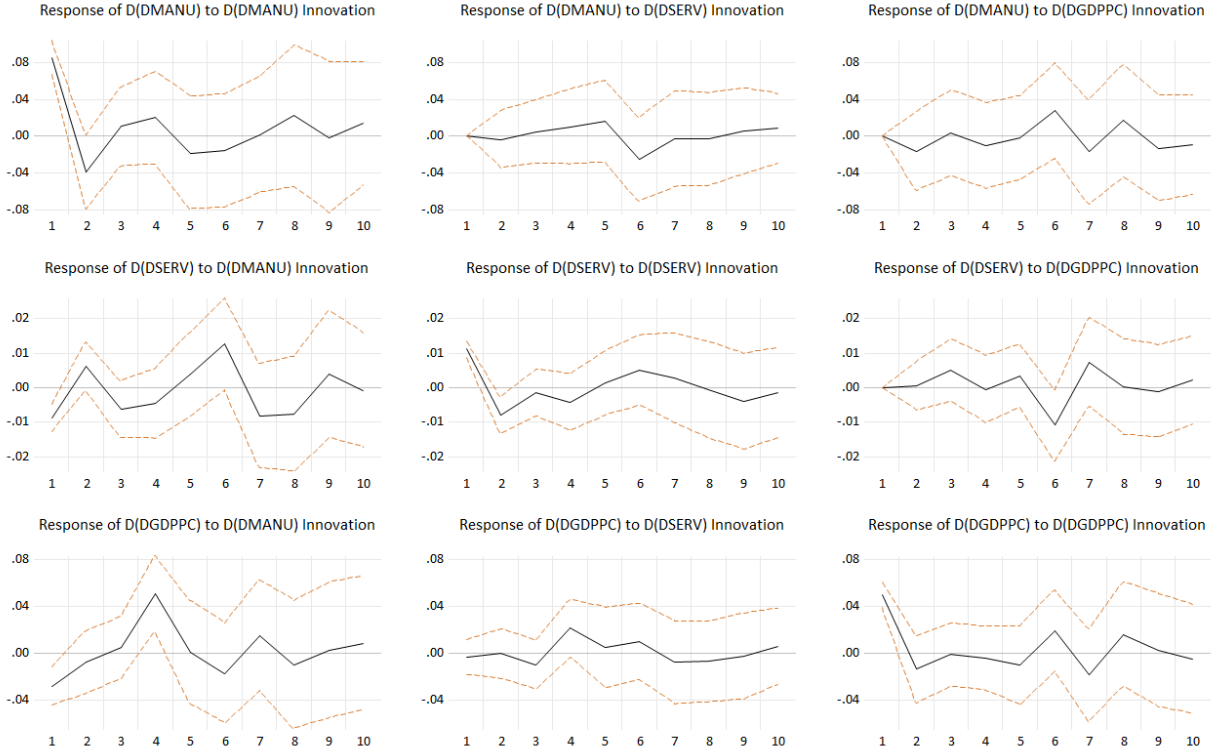 Response of D(DMANU) to D(DMANU) Innovation
.08
.04
.00
-.04
-.08
1 2 3 4 5 6 7 8 9 10
Response of D(DMANU) to D(DSERV) Innovation
.08
.04
.00
-.04
-.08
1 2 3 4 5 6 7 8 9 10
Response of D(DMANU) to D(DGDPPC) Innovation
.08
.04
.00
-.04
-.08
1 2 3 4 5 6 7 8 9 10
Response of D(DSERV) to D(DMANU) Innovation
.02
.01
.00
-.01
-.02
1 2 3 4 5 6 7 8 9 10
Response of D(DSERV) to D(DSERV) Innovation
.02
.01
.00
-.01
-.02
1 2 3 4 5 6 7 8 9 10
Response of D(DSERV) to D(DGDPPC) Innovation
.02
.01
.00
-.01
-.02
1 2 3 4 5 6 7 8 9 10
Response of D(DGDPPC) to D(DMANU) Innovation
.08
.04
.00
-.04
1 2 3 4 5 6 7 8 9 10
Response of D(DGDPPC) to D(DSERV) Innovation
.08
.04
.00
-.04
1 2 3 4 5 6 7 8 9 10
Response of D(DGDPPC) to D(DGDPPC) Innovation
.08
.04
.00
-.04
1 2 3 4 5 6 7 8 9 10